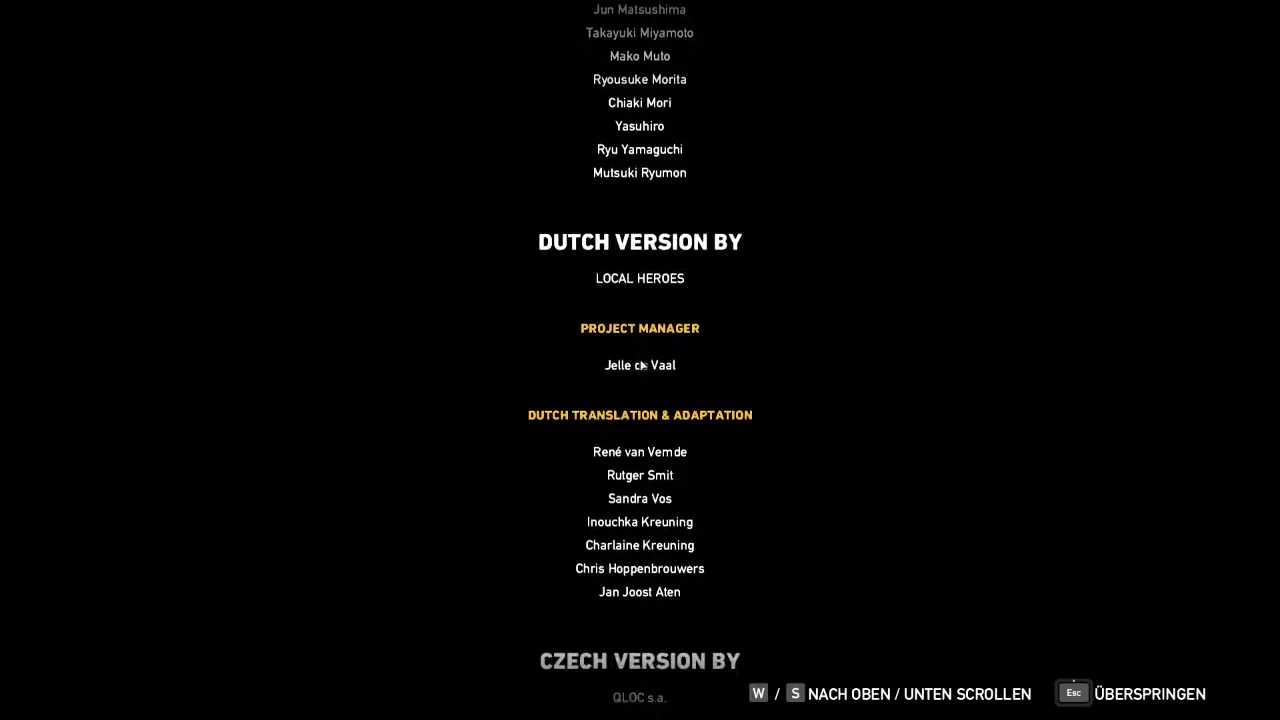 Jun Matsushima
Takayuki Miyamoto
Mako Muto
Ryousuke Morita
Chiaki Mori
Yasuhiro
Ryu Yamaguchi
Mutsuki Ryumon
DUTCH VERSION BY
LOCAL HEROES
PROJECT MANAGER
Jelle Vaal
DUTCH TRANSLATION & ADAPTATION
René van Vemde
Rutger Smit
Sandra Vos
Inouchka Kreuning
Charlaine Kreuning
Chris Hoppenbrouwers
Jan Joost Aten
CZECH VERSION BY
QLOC s.a.
W / S NACH OBEN / UNTEN SCROLLEN Esc ÜBERSPRINGEN